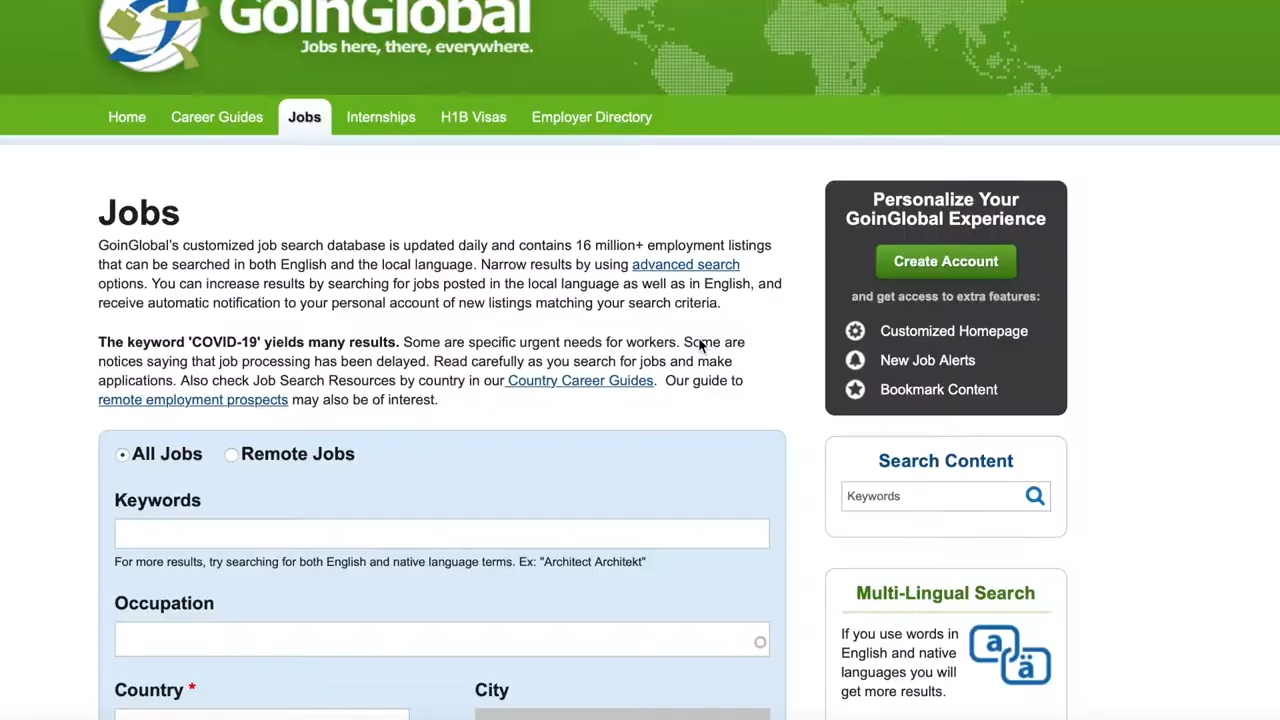 GoinGlobal
Jobs here, there, everywhere.
Home Career Guides Jobs Internships H1B Visas Employer Directory
Jobs
GoinGlobal's customized job search database is updated daily and contains 16 million+ employment listings
that can be searched in both English and the local language. Narrow results by using advanced search
options. You can increase results by searching for jobs posted in the local language as well as in English, and
receive automatic notification to your personal account of new listings matching your search criteria.
The keyword 'COVID-19' yields many results. Some are specific urgent needs for workers. Some are
notices saying that job processing has been delayed. Read carefully as you search for jobs and make
applications. Also check Job Search Resources by country in our Country Career Guides. Our guide to
remote employment prospects may also be of interest.
All Jobs Remote Jobs
Keywords
For more results, try searching for both English and native language terms. Ex: "Architect Architekt"
Occupation
Country * City
Personalize Your
GoinGlobal Experience
Create Account
and get access to extra features:
Customized Homepage
New Job Alerts
Bookmark Content
Search Content
Keywords
Multi-Lingual Search
If you use words in
English and native
languages you will
get more results.
a
ä